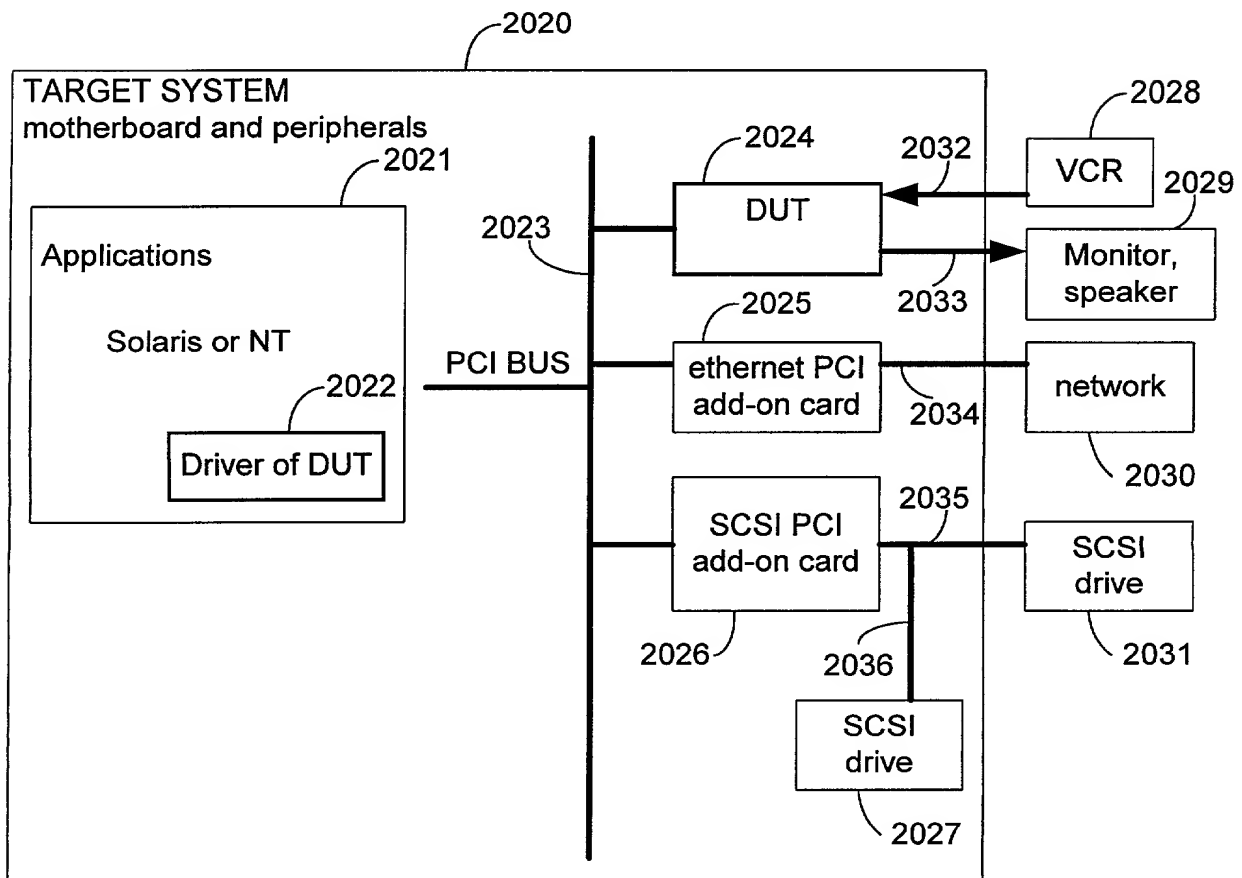 2020
TARGET SYSTEM
motherboard and peripherals
2021
Applications
Solaris or NT
2022
Driver of DUT
PCI BUS
2023
2024
DUT
2032
2033
2028
VCR
2029
Monitor,
speaker
2025
ethernet PCI
add-on card
2034
network
2030
SCSI PCI
add-on card
2026
2035
2036
SCSI
drive
2031
SCSI
drive
2027